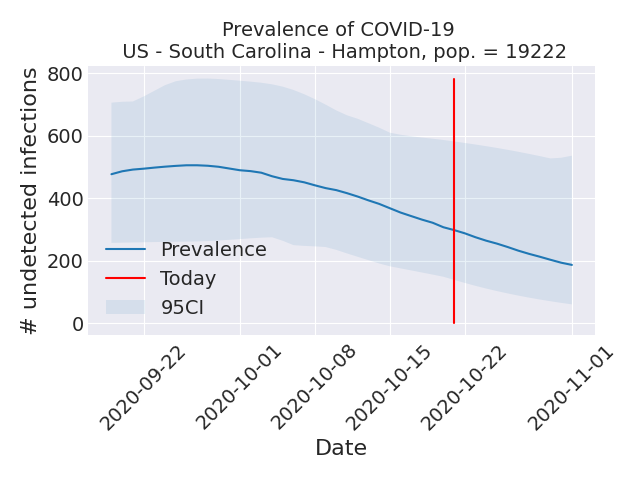 Prevalence of COVID-19
US - South Carolina - Hampton, pop. = 19222
# undetected infections
800
600
400
200
0
Prevalence
Today
95CI
2020-09-22
2020-10-01
2020-10-08
2020-10-15
2020-10-22
2020-11-01
Date